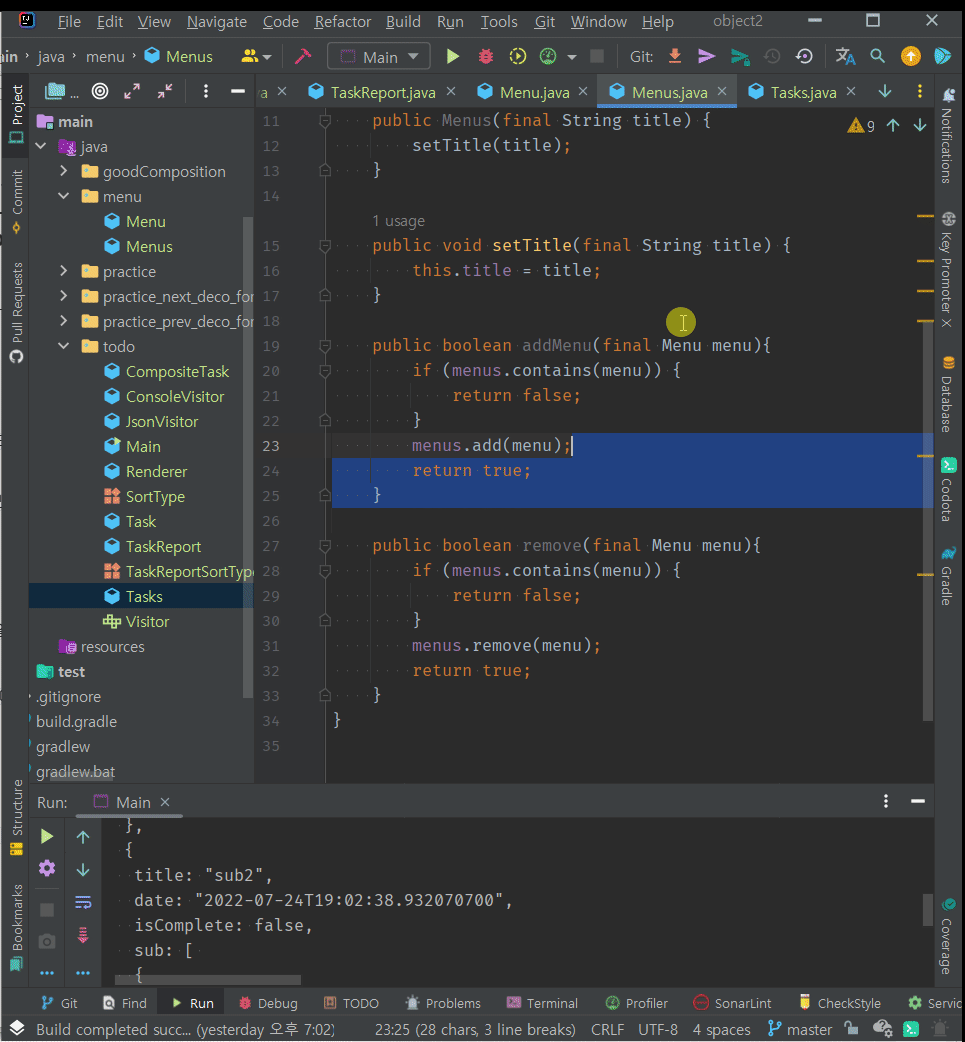 File Edit View Navigate Code Refactor Build Run Tools Git Window Help object2
ain java menu Menus Main Git:
Project
Commit
Pull Requests
Structure
Bookmarks
...
va TaskReport.java Menu.java Menus.java Tasks.java
main
java
goodComposition
menu
Menu
Menus
practice
practice_next_deco_for
practice_prev_deco_for
todo
CompositeTask
ConsoleVisitor
JsonVisitor
Main
Renderer
SortType
Task
TaskReport
TaskReportSortType
Tasks
Visitor
resources
test
.gitignore
build.gradle
gradlew
gradlew.bat
9
11 public Menus(final String title) {
12 setTitle(title);
13 }
14
1 usage
15 public void setTitle(final String title) {
16 this.title = title;
17 }
18
19 public boolean addMenu(final Menu menu){
20 if (menus.contains(menu)) {
21 return false;
22 }
23 menus.add(menu);
24 return true;
25 }
26
27 public boolean remove(final Menu menu){
28 if (menus.contains(menu)) {
29 return false;
30 }
31 menus.remove(menu);
32 return true;
33 }
34 }
35
Notifications
Key Promoter X
Database
Codota
Gradle
Coverage
Run: Main
},
{
title: "sub2",
date: "2022-07-24T19:02:38.932070700",
isComplete: false,
sub: [
{
Git Find Run Debug TODO Problems Terminal Profiler SonarLint CheckStyle Servic
Build completed succ... (yesterday 오후 7:02) 23:25 (28 chars, 3 line breaks) CRLF UTF-8 4 spaces master